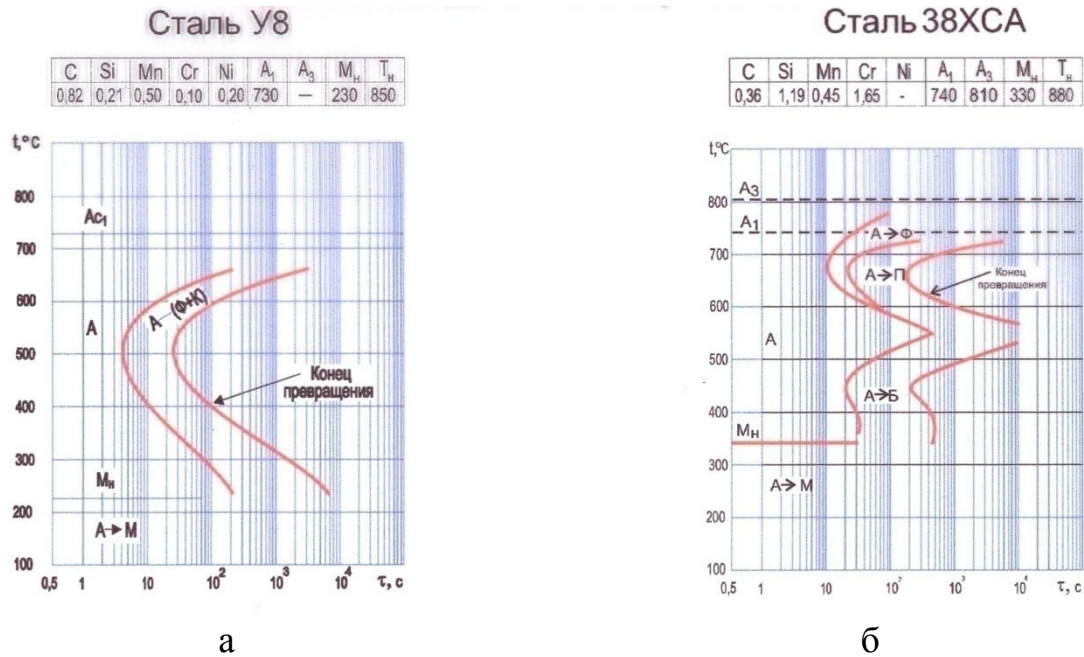 Сталь У8
C Si Mn Cr Ni A₁ A₃ Mн Tн
0,82 0,21 0,50 0,10 0,20 730 — 230 850
t,°C
800
700
600
500
400
300
200
100
Ac₁
A
A→(Ф+К)
Конец
превращения
Mн
A→M
0,5 1 10 10² 10³ 10⁴ τ, с
а
Сталь 38ХСА
C Si Mn Cr Ni A₁ A₃ Mн Tн
0,36 1,19 0,45 1,65 - 740 810 330 880
t,°C
800
700
600
500
400
300
200
100
A₃
A₁
A→Ф
A→П
Конец
превращения
A
A→Б
Mн
A→M
0,5 1 10 10² 10³ 10⁴ τ, с
б